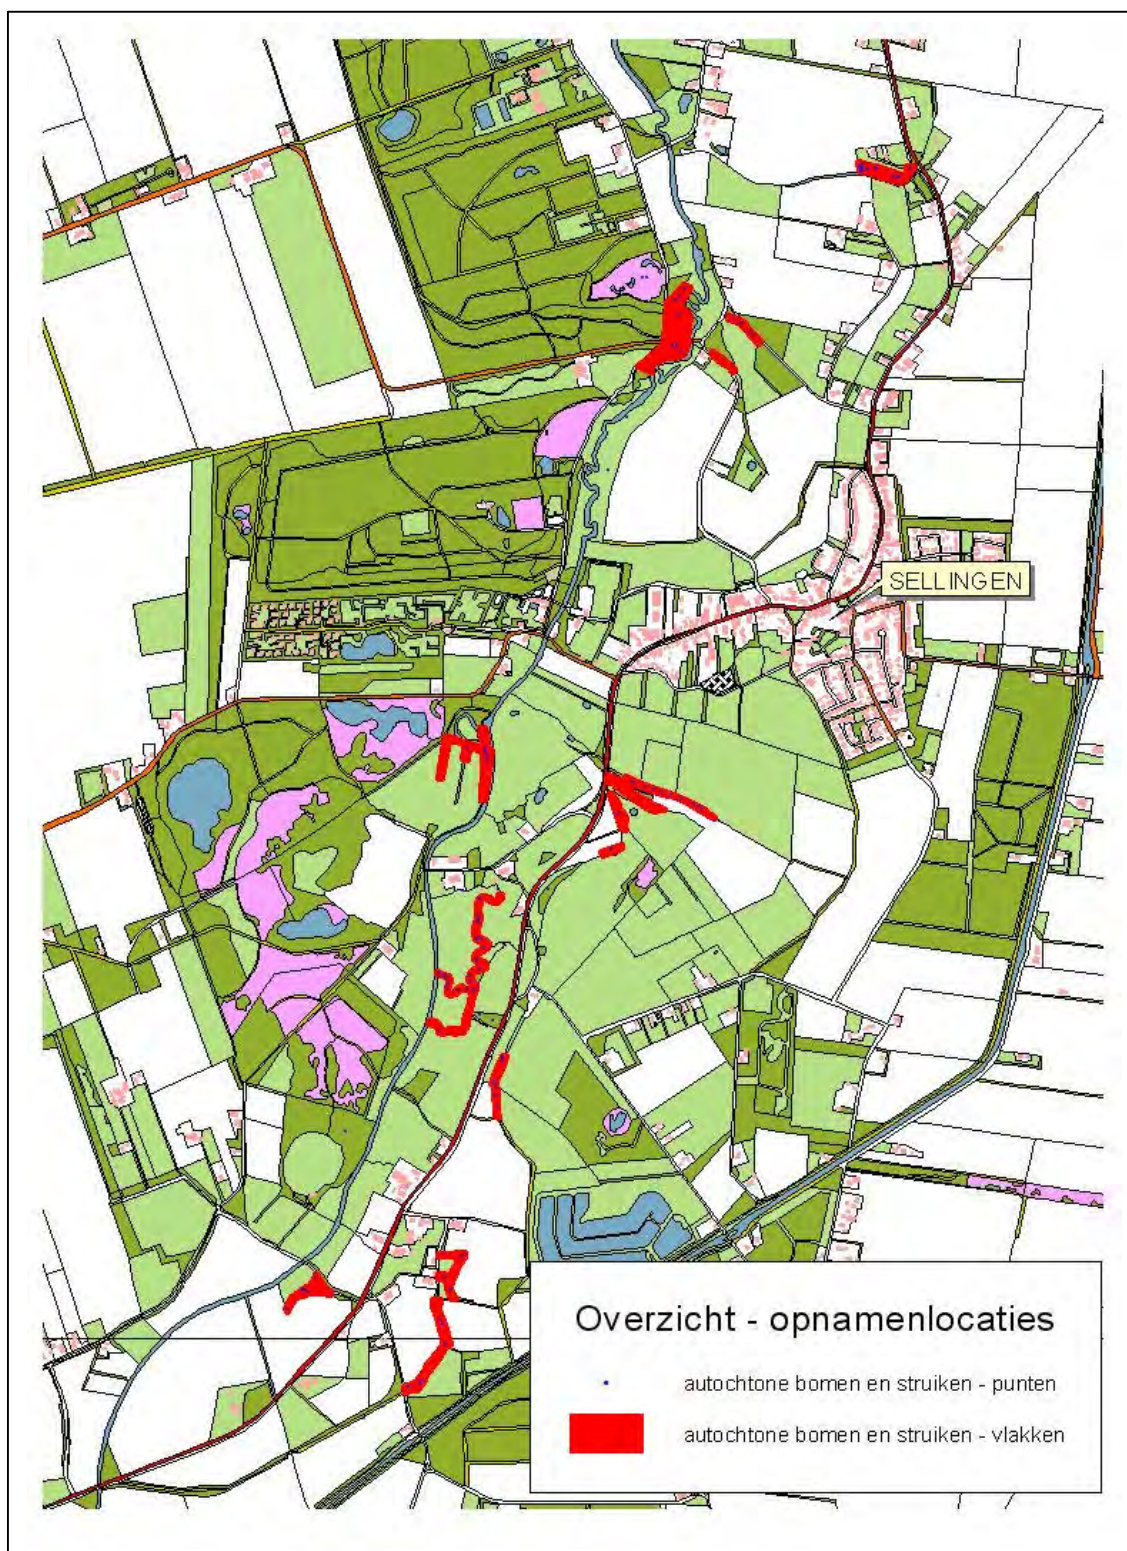 SELLINGEN
Overzicht - opnamenlocaties
autochtone bomen en struiken - punten
autochtone bomen en struiken - vlakken